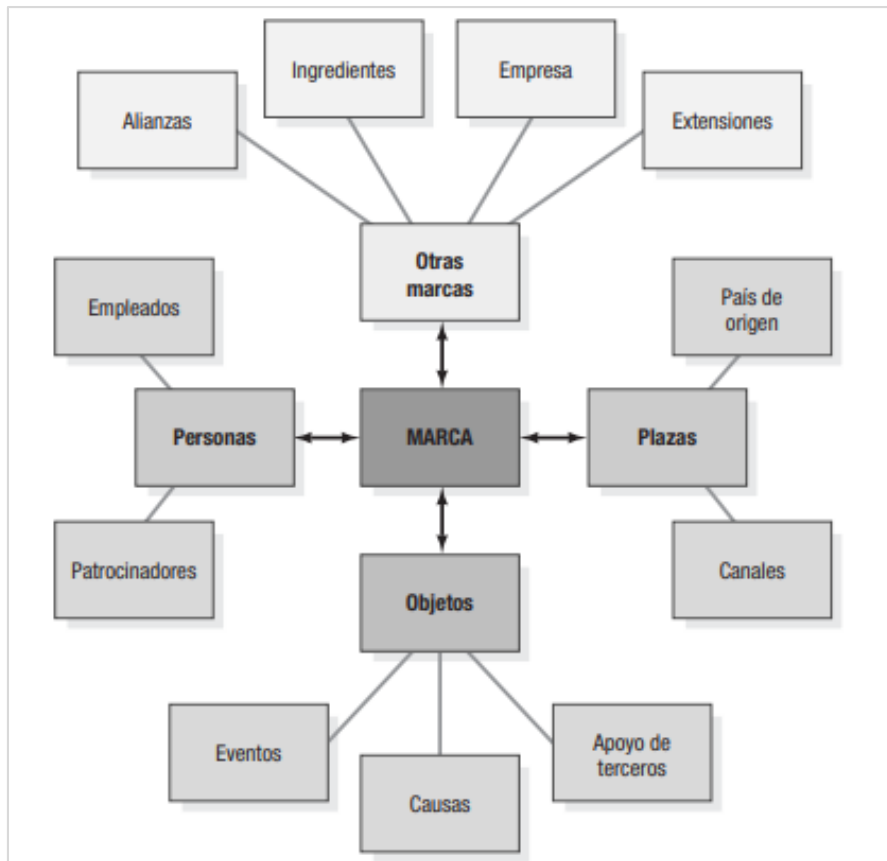 Ingredientes
Empresa
Alianzas
Extensiones
Otras
marcas
Empleados
País de
origen
Personas
MARCA
Plazas
Patrocinadores
Objetos
Canales
Eventos
Causas
Apoyo de
terceros